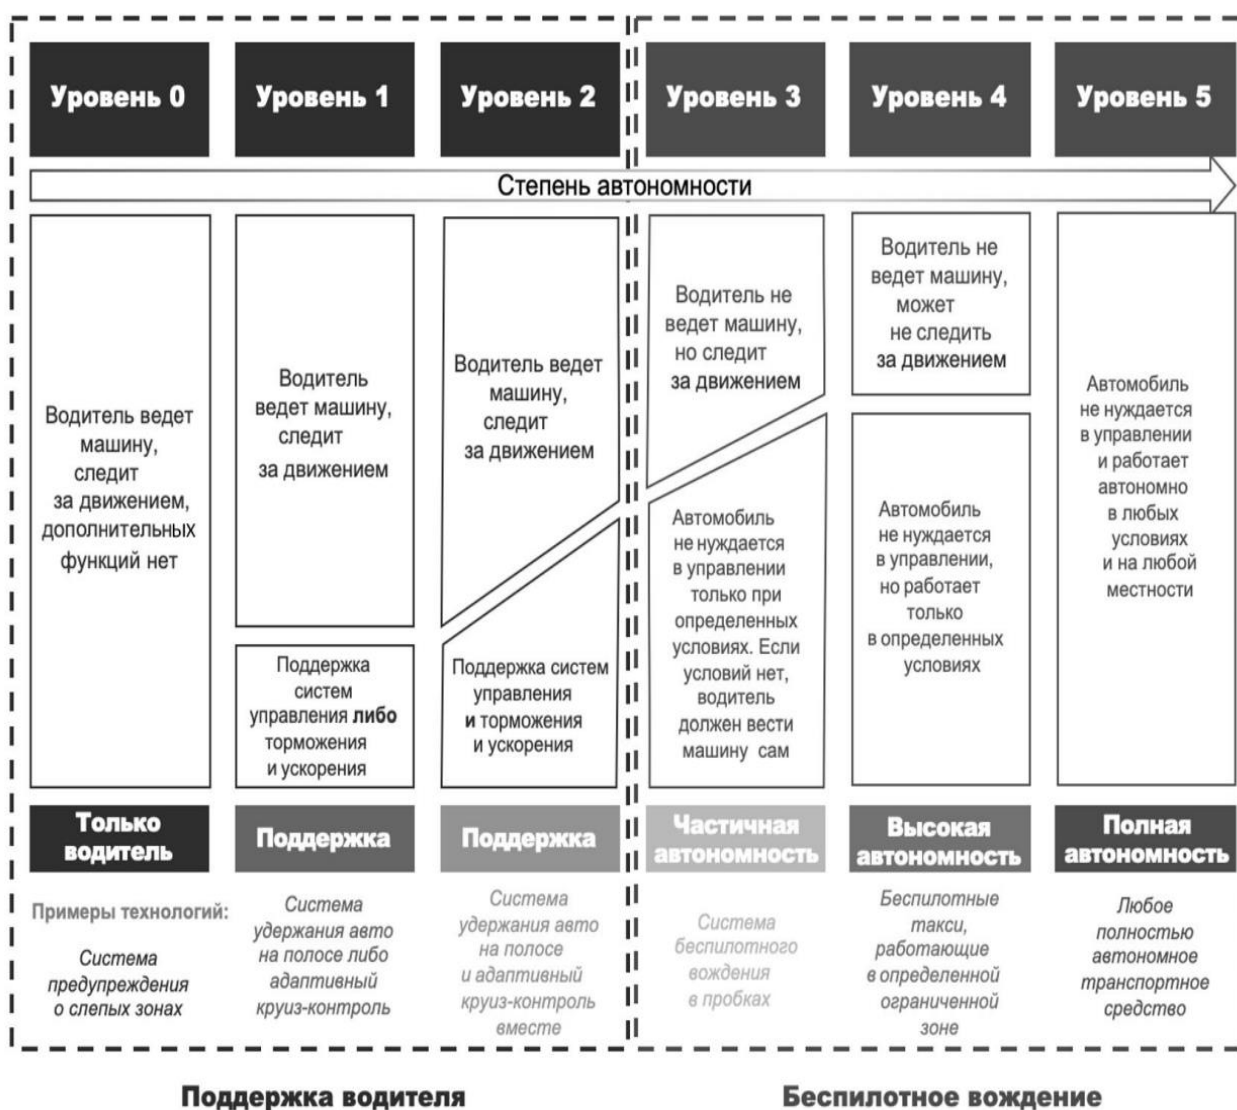 Уровень 0
Уровень 1
Уровень 2
Уровень 3
Уровень 4
Уровень 5
Степень автономности
Водитель ведет
машину,
следит
за движением,
дополнительных
функций нет
Водитель
ведет машину,
следит
за движением
Поддержка
систем
управления либо
торможения
и ускорения
Водитель ведет
машину,
следит
за движением
Поддержка систем
управления
и торможения
и ускорения
Водитель не
ведет машину,
но следит
за движением
Автомобиль
не нуждается
в управлении
только при
определенных
условиях. Если
условий нет,
водитель
должен вести
машину сам
Водитель не
ведет машину,
может
не следить
за движением
Автомобиль
не нуждается
в управлении,
но работает
только
в определенных
условиях
Автомобиль
не нуждается
в управлении
и работает
автономно
в любых
условиях
и на любой
местности
Только
водитель
Поддержка
Поддержка
Частичная
автономность
Высокая
автономность
Полная
автономность
Примеры технологий:
Система
предупреждения
о слепых зонах
Система
удержания авто
на полосе либо
адаптивный
круиз-контроль
Система
удержания авто
на полосе
и адаптивный
круиз-контроль
вместе
Система
беспилотного
вождения
в пробках
Беспилотные
такси,
работающие
в определенной
ограниченной
зоне
Любое
полностью
автономное
транспортное
средство
Поддержка водителя
Беспилотное вождение